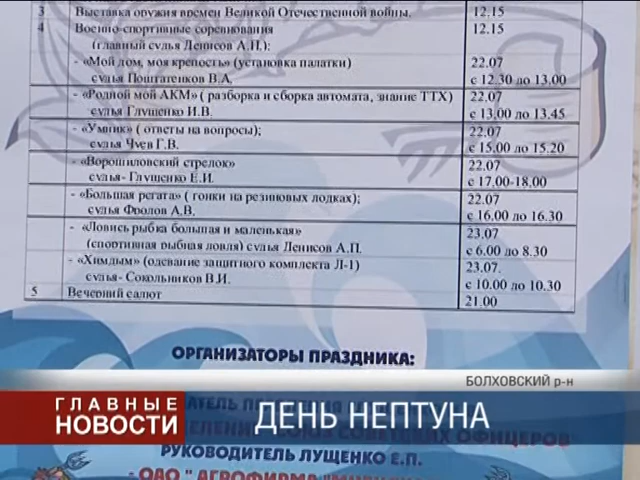 3 Выставка оружия времен Великой Отечественной войны. 12.15
4 Военно-спортивные соревнования 12.15
(главный судья Денисов А.П.):
- «Мой дом, моя крепость» (установка палатки) 22.07
судья Поштатенков В.А. с 12.30 до 13.00
- «Родной мой АКМ» ( разборка и сборка автомата, знание ТТХ) 22.07
судья Глущенко И.В. с 13.00 до 13.45
- «Умник» ( ответы на вопросы); 22.07
судья Чуев Г.В. с 15.00 до 15.20
- «Ворошиловский стрелок» 22.07
судья- Глущенко Е.И. с 17.00-18.00
- «Большая регата» ( гонки на резиновых лодках); 22.07
судья Фролов А.В. с 16.00 до 16.30
- «Ловись рыбка большая и маленькая» 23.07
(спортивная рыбная ловля) судья Денисов А.П. с 6.00 до 8.30
- «Химдым» (одевание защитного комплекта Л-1) 23.07.
судья- Сокольников В.И. с 10.00 до 10.30
5 Вечерний салют 21.00
ОРГАНИЗАТОРЫ ПРАЗДНИКА:
БОЛХОВСКИЙ р-н
ГЛАВНЫЕ
НОВОСТИ
ДЕНЬ НЕПТУНА
СОЮЗ СОВЕТСКИХ ОФИЦЕРОВ
РУКОВОДИТЕЛЬ ЛУЩЕНКО Е.П.
- ОАО " АГРОФИРМА